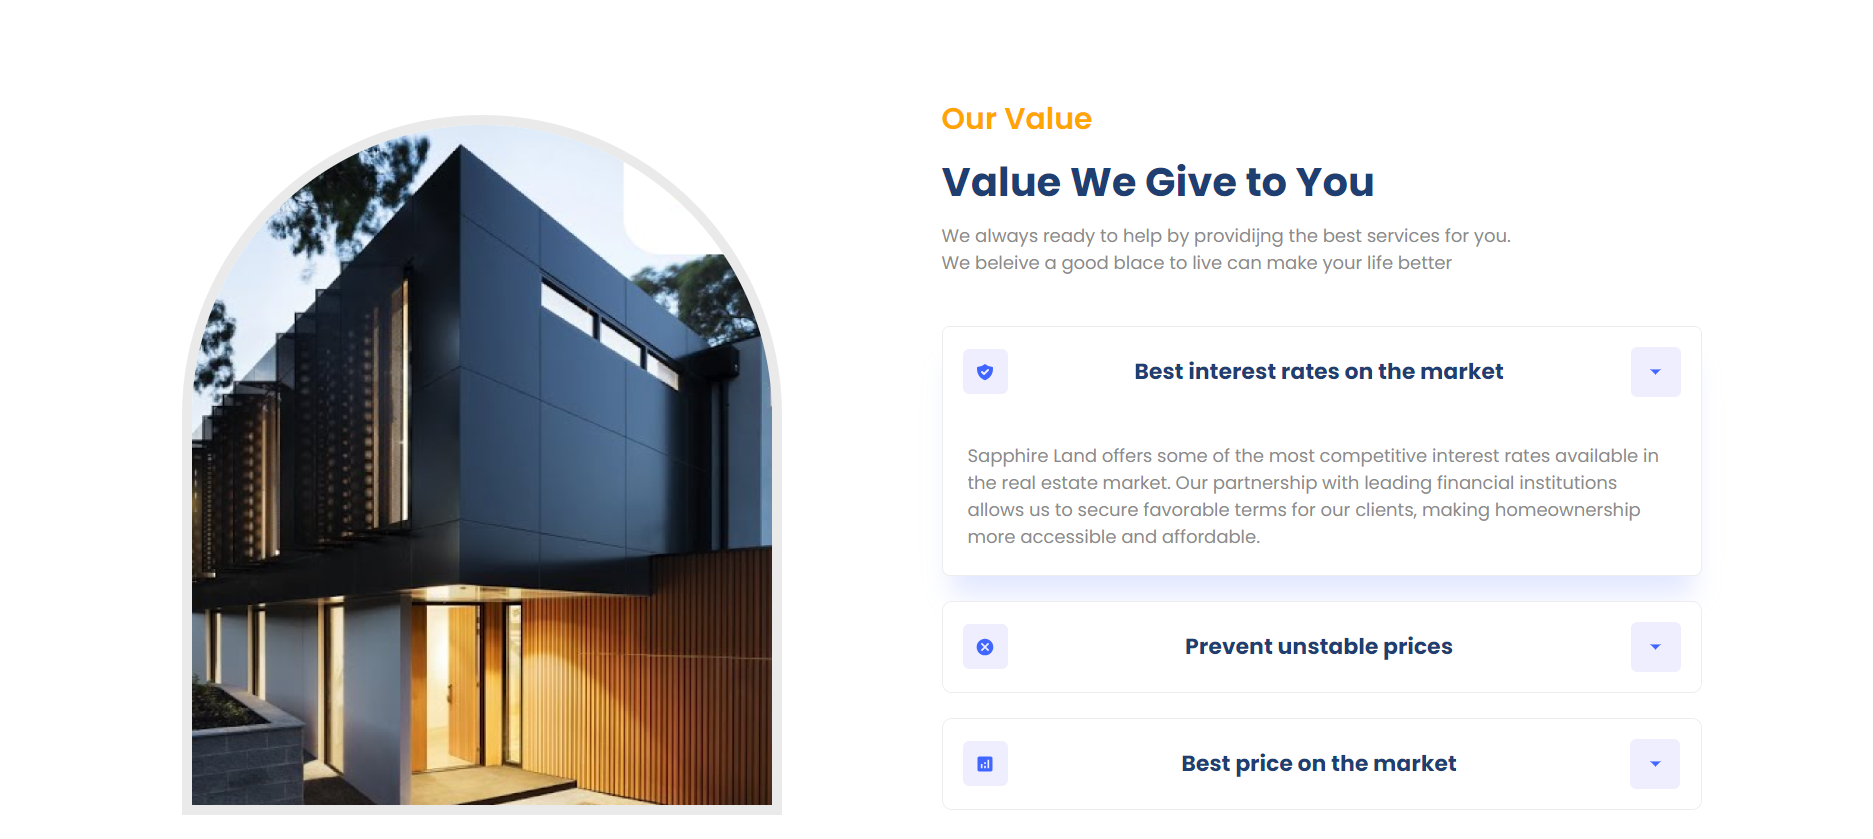 Our Value
Value We Give to You
We always ready to help by providijng the best services for you.
We beleive a good blace to live can make your life better
Best interest rates on the market
Sapphire Land offers some of the most competitive interest rates available in
the real estate market. Our partnership with leading financial institutions
allows us to secure favorable terms for our clients, making homeownership
more accessible and affordable.
Prevent unstable prices
Best price on the market